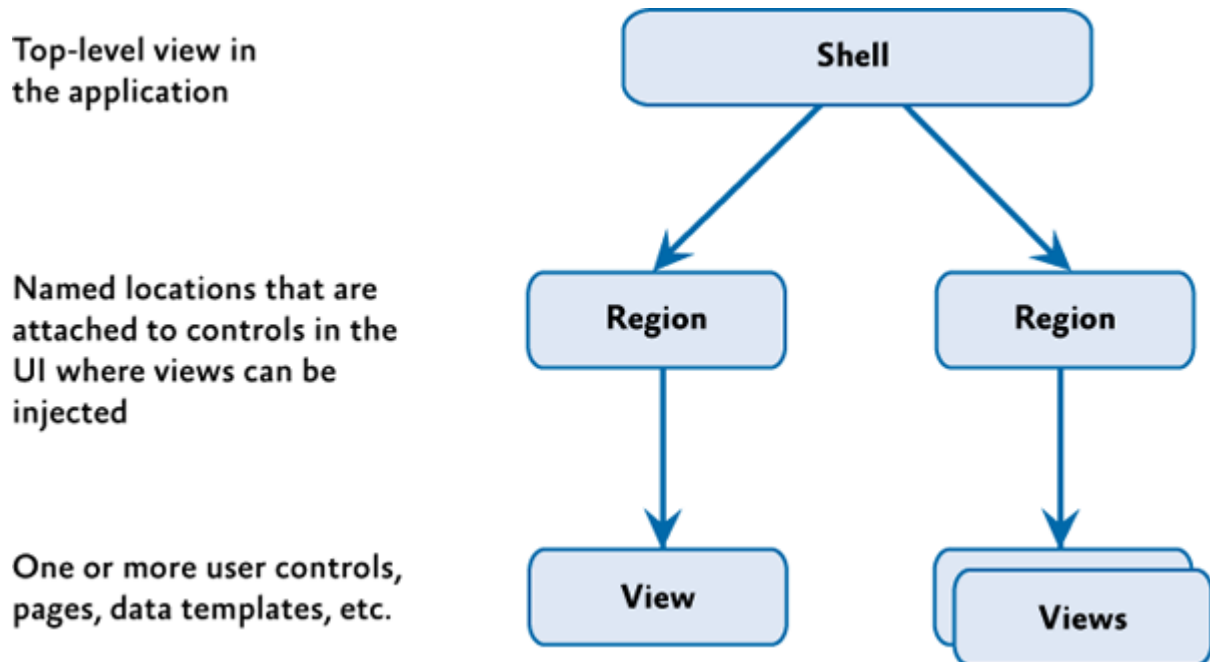 Top-level view in
the application
Shell
Named locations that are
attached to controls in the
UI where views can be
injected
Region
Region
One or more user controls,
pages, data templates, etc.
View
Views